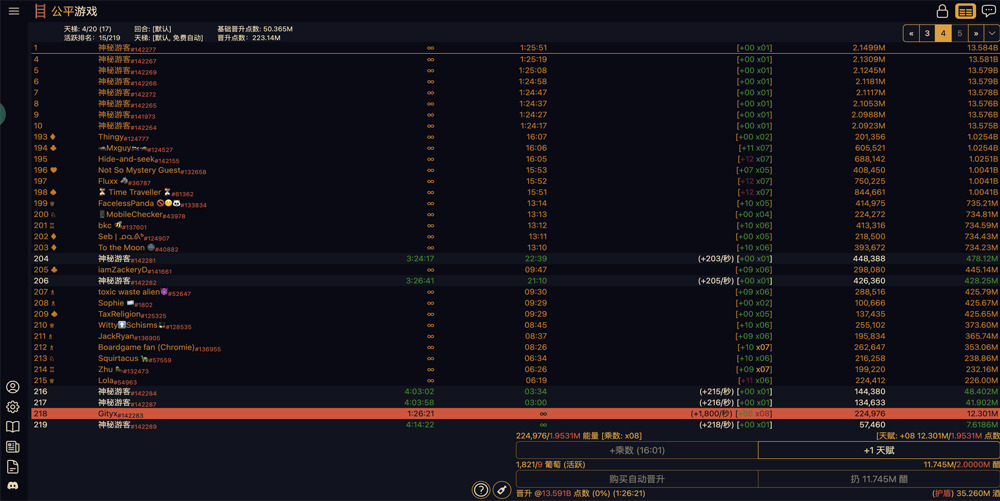 公平游戏
天梯: 4/20 (17) 回合: [默认] 基础晋升点数: 50.365M
活跃排名: 15/219 天梯: [默认, 免费自动] 晋升点数: 223.14M
« 3 4 5 »
1 神秘游客#142277 ∞ 1:25:51 [+00 x01] 2.1499M 13.584B
4 神秘游客#142267 ∞ 1:25:19 [+00 x01] 2.1309M 13.581B
5 神秘游客#142269 ∞ 1:25:08 [+00 x01] 2.1245M 13.579B
6 神秘游客#142266 ∞ 1:24:58 [+00 x01] 2.1181M 13.579B
7 神秘游客#142272 ∞ 1:24:47 [+00 x01] 2.1117M 13.578B
8 神秘游客#142265 ∞ 1:24:37 [+00 x01] 2.1053M 13.576B
9 神秘游客#141973 ∞ 1:24:27 [+00 x01] 2.0988M 13.576B
10 神秘游客#142264 ∞ 1:24:17 [+00 x01] 2.0923M 13.575B
193 ♦ Thingy#124777 ∞ 16:07 [+00 x02] 201,356 1.0254B
194 ♣ Mxguy#124527 ∞ 16:06 [+11 x07] 605,521 1.0254B
195 Hide-and-seek#142155 ∞ 16:05 [+12 x07] 688,142 1.0251B
196 ♥ Not So Mystery Guest#132658 ∞ 15:53 [+07 x05] 408,450 1.0041B
197 Fluxx#36787 ∞ 15:52 [+12 x07] 750,225 1.0041B
198 ♠ ⌛ Time Traveller ⌛#61362 ∞ 15:51 [+12 x07] 844,664 1.0041B
199 ♕ FacelessPanda 🚫😀🐼#133834 ∞ 13:14 [+10 x05] 414,975 735.21M
200 ♘ MobileChecker#43978 ∞ 13:13 [+00 x04] 224,272 734.81M
201 ♖ bkc 🐝#137601 ∞ 13:12 [+10 x06] 413,316 734.59M
202 ♦ Seb |#124907 ∞ 13:11 [+00 x05] 218,500 734.43M
203 ♦ To the Moon 🌚#40882 ∞ 13:10 [+09 x06] 393,672 734.23M
204 神秘游客#142281 3:24:17 22:39 (+203/秒) [+00 x01] 448,388 478.12M
205 ♣ iamZackeryD#141661 ∞ 09:47 [+09 x06] 298,080 445.14M
206 神秘游客#142282 3:26:41 21:10 (+205/秒) [+00 x01] 426,360 428.25M
207 ♗ toxic waste alien👾#52647 ∞ 09:30 [+09 x06] 288,516 425.79M
208 ♗ Sophie#1802 ∞ 09:29 [+00 x02] 100,666 425.67M
209 ♠ TaxReligion#125325 ∞ 09:29 [+00 x05] 137,435 425.65M
210 ♕ Witty⬆️Schisms#128535 ∞ 08:45 [+10 x06] 255,102 373.60M
211 ♗ JackRyan#136905 ∞ 08:37 [+09 x06] 195,834 365.74M
212 ♗ Boardgame fan (Chromie)#136955 ∞ 08:26 [+10 x07] 262,647 353.06M
213 ♘ Squirtacus 🐢#57559 ∞ 06:34 [+10 x06] 216,258 238.86M
214 ♖ Zhu#132473 ∞ 06:26 [+09 x07] 199,220 232.16M
215 ♕ Lola#54963 ∞ 06:19 [+11 x06] 224,412 226.00M
216 神秘游客#142284 4:03:02 03:34 (+215/秒) [+00 x01] 144,380 48.402M
217 神秘游客#142287 4:03:58 03:00 (+216/秒) [+00 x01] 134,633 41.902M
218 Gityx#142283 1:26:21 ∞ (+1,800/秒) [+00 x08] 224,976 12.301M
219 神秘游客#142289 4:14:22 ∞ (+218/秒) [+00 x01] 57,460 7.6186M
224,976/1.9531M 能量 [乘数: x08] [天赋: +08 12.301M/1.9531M 点数
+乘数 (16:01) +1 天赋
1,821/9 葡萄 (活跃) 11.745M/2.0000M 醋
购买自动晋升 扔 11.745M 醋
晋升 @13.591B 点数 (0%) (1:26:21) (护盾) 35.260M 酒